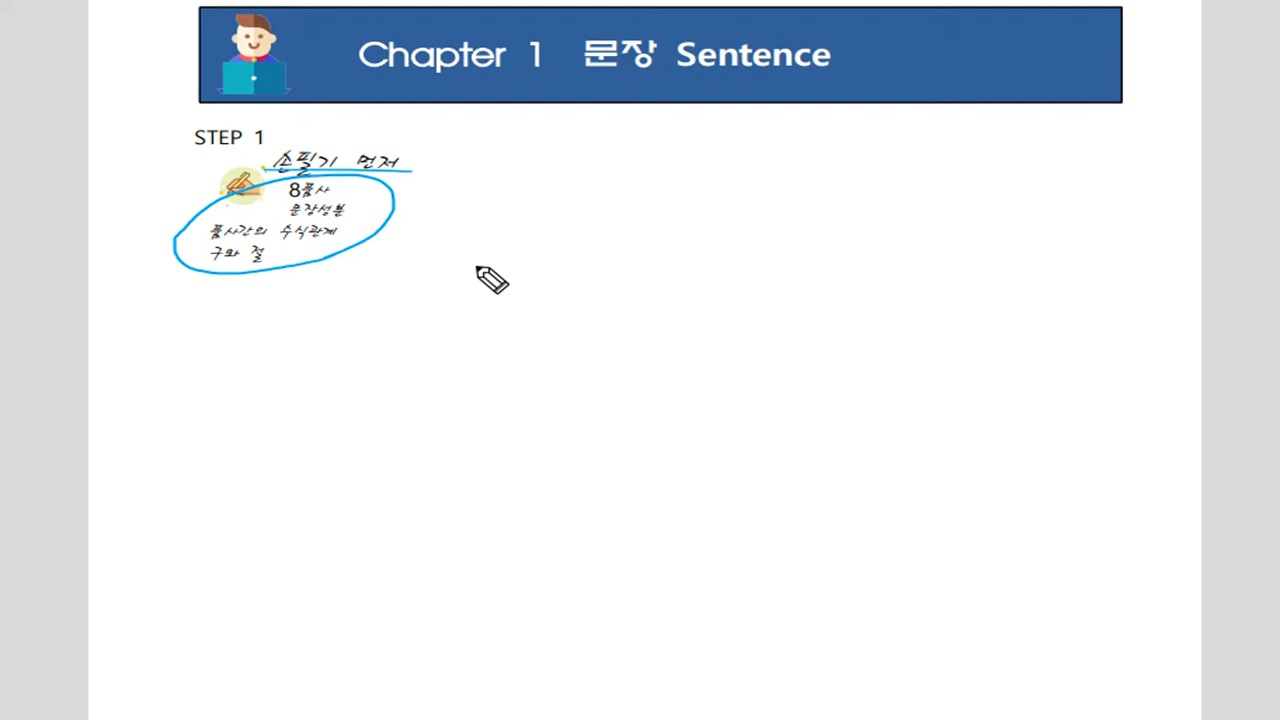 Chapter 1 문장 Sentence
STEP 1
손필기 먼저
8품사
문장성분
품사간의 수식관계
구와 절